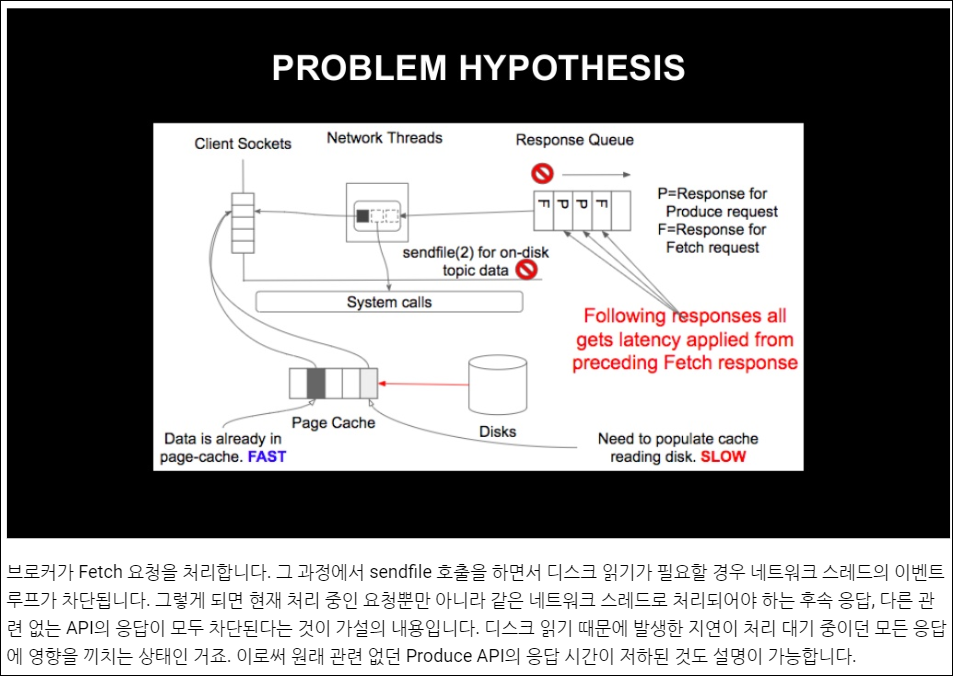 PROBLEM HYPOTHESIS
Client Sockets
Network Threads
Response Queue
F P P F
P=Response for
Produce request
F=Response for
Fetch request
sendfile(2) for on-disk
topic data
System calls
Following responses all
gets latency applied from
preceding Fetch response
Page Cache
Disks
Data is already in
page-cache. FAST
Need to populate cache
reading disk. SLOW
브로커가 Fetch 요청을 처리합니다. 그 과정에서 sendfile 호출을 하면서 디스크 읽기가 필요할 경우 네트워크 스레드의 이벤트
루프가 차단됩니다. 그렇게 되면 현재 처리 중인 요청뿐만 아니라 같은 네트워크 스레드로 처리되어야 하는 후속 응답, 다른 관
련 없는 API의 응답이 모두 차단된다는 것이 가설의 내용입니다. 디스크 읽기 때문에 발생한 지연이 처리 대기 중이던 모든 응답
에 영향을 끼치는 상태인 거죠. 이로써 원래 관련 없던 Produce API의 응답 시간이 저하된 것도 설명이 가능합니다.